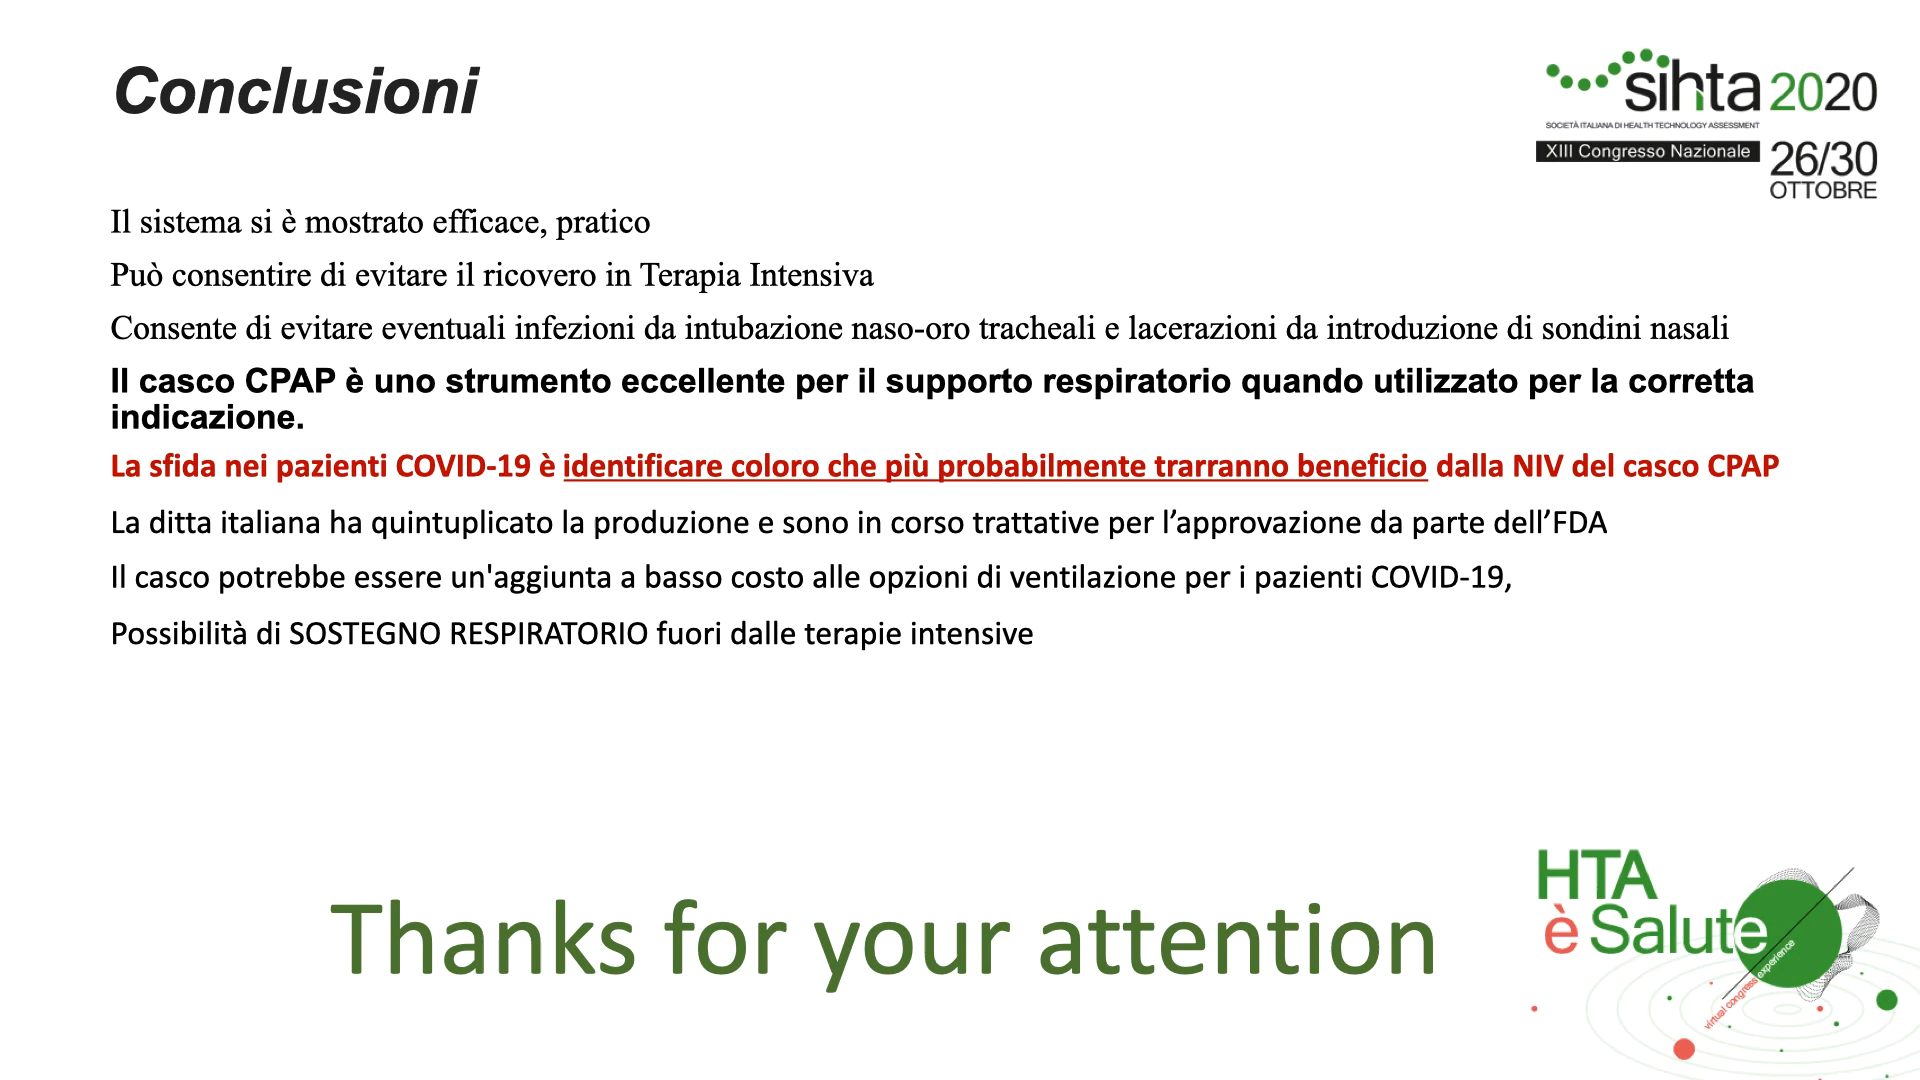 Conclusioni
sihta 2020
SOCIETÀ ITALIANA DI HEALTH TECHNOLOGY ASSESSMENT
XIII Congresso Nazionale
26/30
OTTOBRE
Il sistema si è mostrato efficace, pratico
Può consentire di evitare il ricovero in Terapia Intensiva
Consente di evitare eventuali infezioni da intubazione naso-oro tracheali e lacerazioni da introduzione di sondini nasali
Il casco CPAP è uno strumento eccellente per il supporto respiratorio quando utilizzato per la corretta
indicazione.
La sfida nei pazienti COVID-19 è identificare coloro che più probabilmente trarranno beneficio dalla NIV del casco CPAP
La ditta italiana ha quintuplicato la produzione e sono in corso trattative per l’approvazione da parte dell’FDA
Il casco potrebbe essere un'aggiunta a basso costo alle opzioni di ventilazione per i pazienti COVID-19,
Possibilità di SOSTEGNO RESPIRATORIO fuori dalle terapie intensive
Thanks for your attention
HTA
è Salute
virtual congress experience